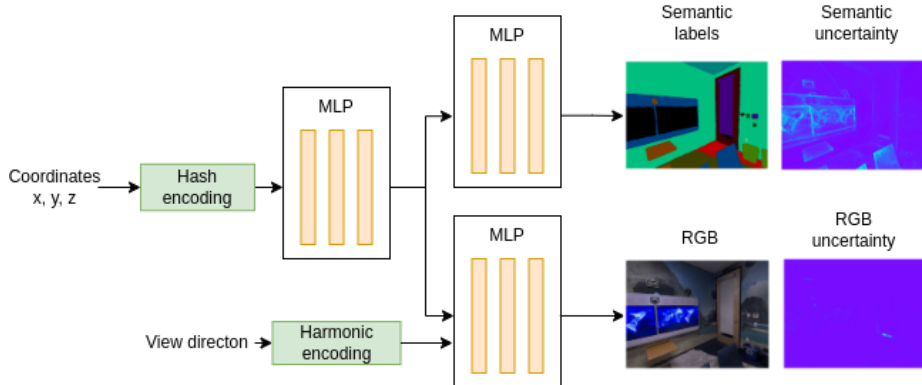 Semantic
labels
Semantic
uncertainty
MLP
MLP
Coordinates
x, y, z
Hash
encoding
MLP
RGB
RGB
uncertainty
View directon
Harmonic
encoding